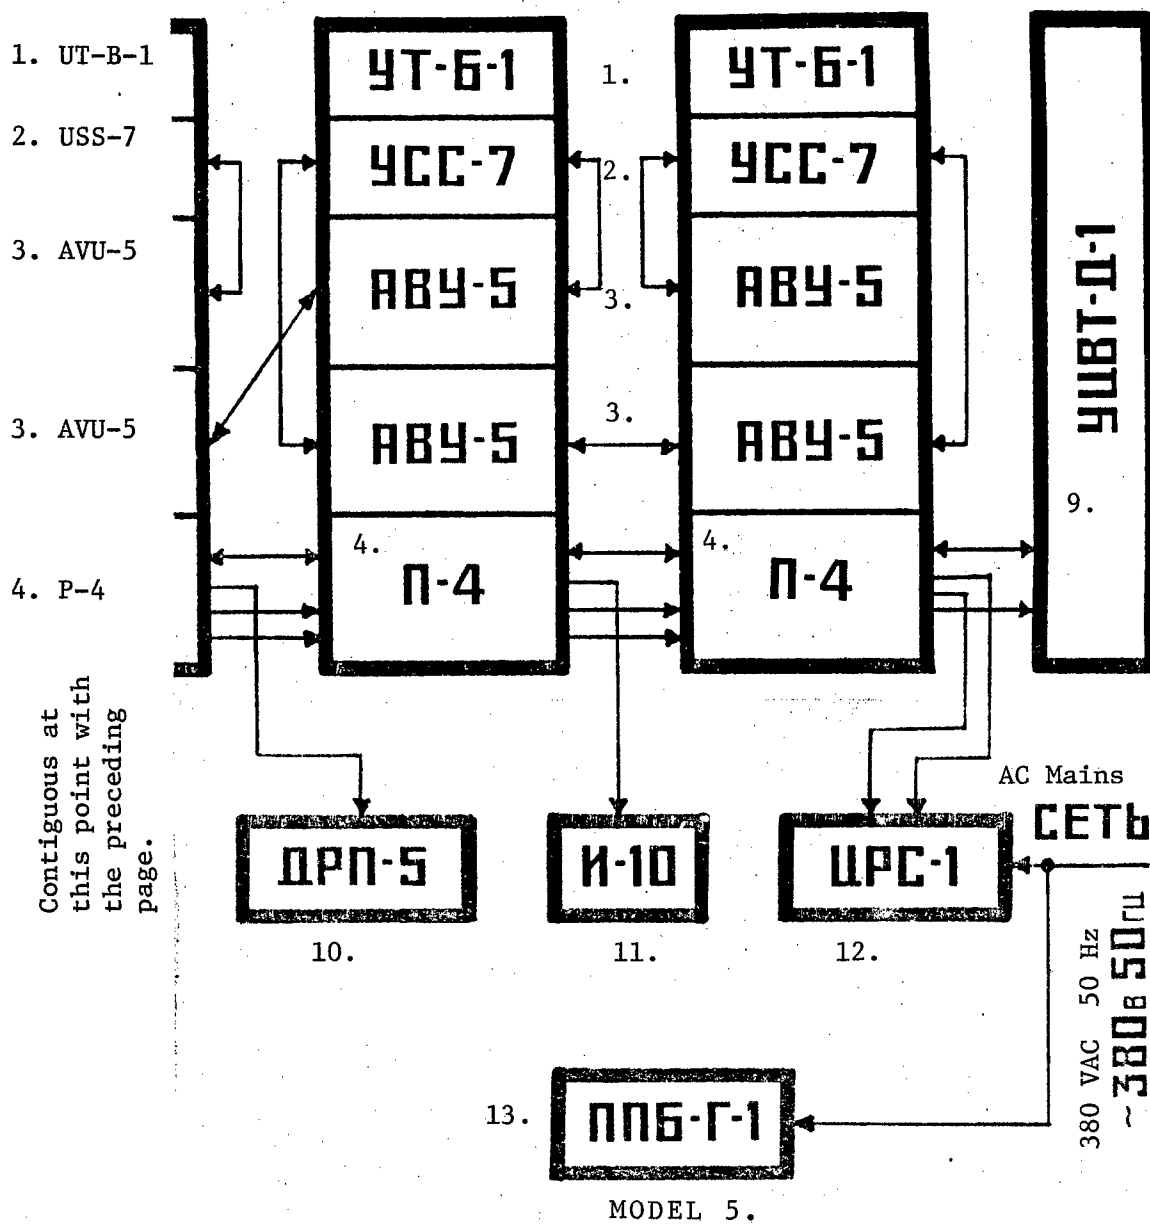 1. UT-B-1
2. USS-7
3. AVU-5
3. AVU-5
4. P-4
Contiguous at
this point with
the preceding
page.
УТ-Б-1
УСС-7
АВУ-5
АВУ-5
4.
П-4
1.
2.
3.
3.
УТ-Б-1
УСС-7
АВУ-5
АВУ-5
4.
П-4
УЦВТ-Д-1
9.
ДРП-5
10.
И-10
11.
ЦРС-1
12.
AC Mains
СЕТЬ
380 VAC 50 Hz
~380в 50гц
13.
ППБ-Г-1
MODEL 5.